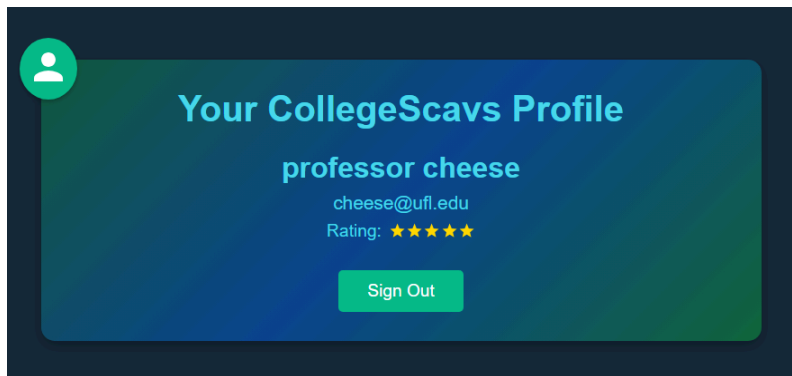 Your CollegeScavs Profile
professor cheese
cheese@ufl.edu
Rating: ★★★★★
Sign Out